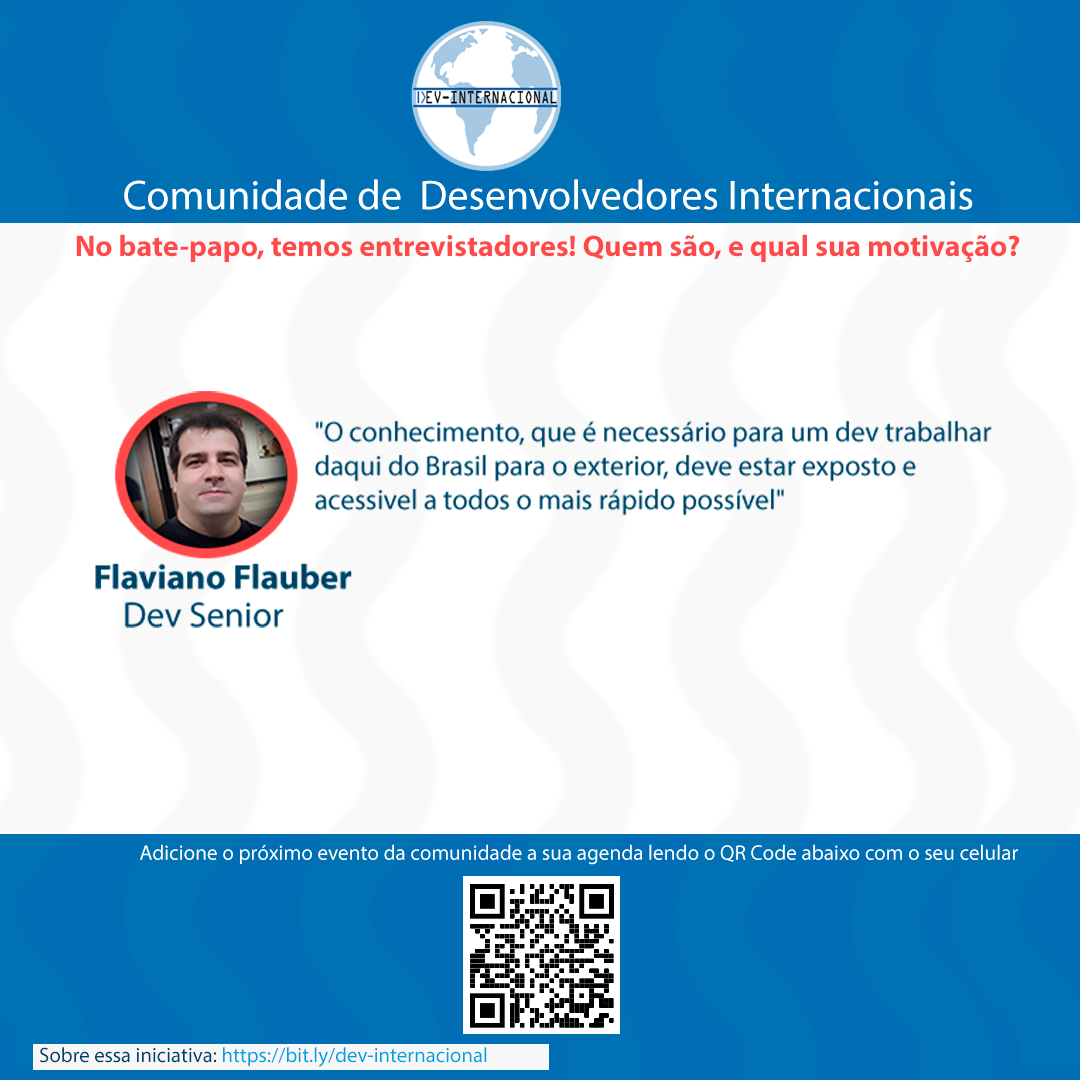 DEV-INTERNACIONAL
Comunidade de Desenvolvedores Internacionais
No bate-papo, temos entrevistadores! Quem são, e qual sua motivação?
"O conhecimento, que é necessário para um dev trabalhar
daqui do Brasil para o exterior, deve estar exposto e
acessivel a todos o mais rápido possível"
Flaviano Flauber
Dev Senior
Adicione o próximo evento da comunidade a sua agenda lendo o QR Code abaixo com o seu celular
Sobre essa iniciativa: https://bit.ly/dev-internacional